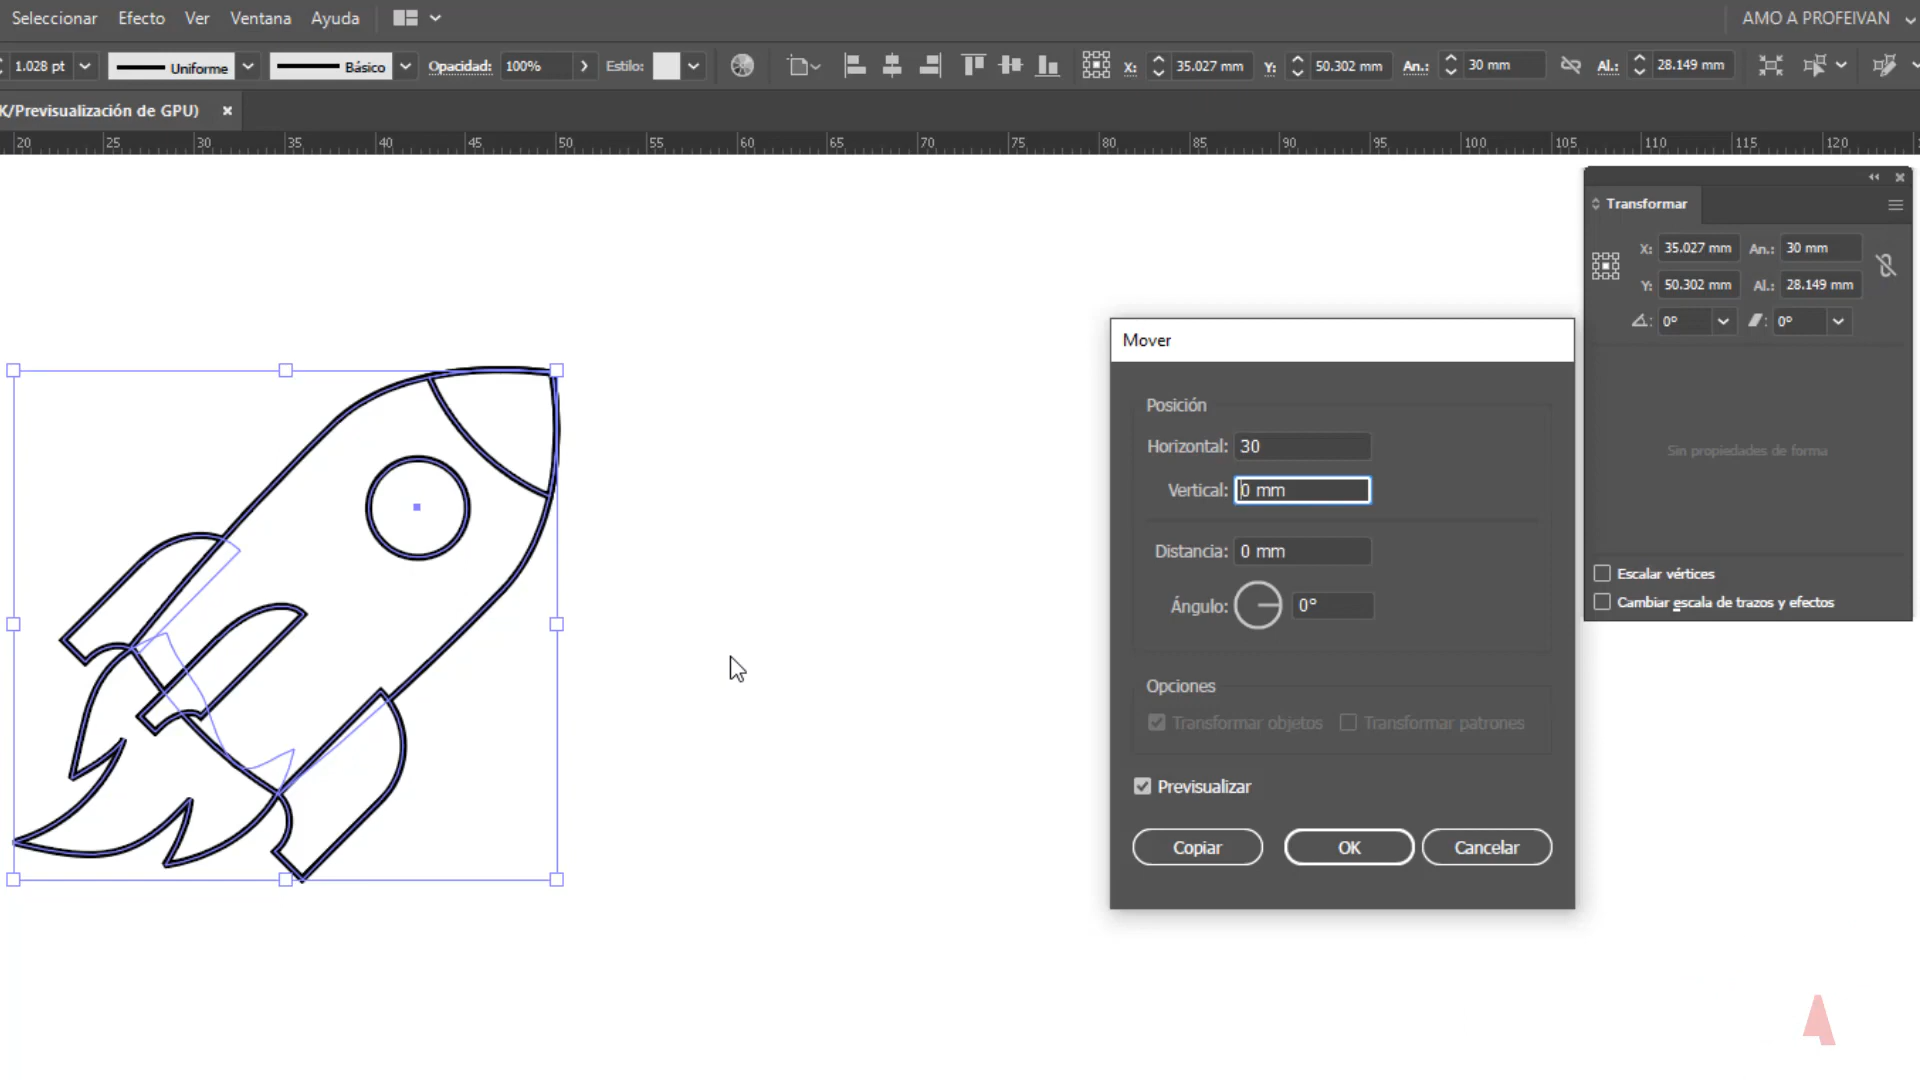 Seleccionar Efecto Ver Ventana Ayuda AMO A PROFEIVAN
1.028 pt Uniforme Básico Opacidad: 100% Estilo: X: 35.027 mm Y: 50.302 mm An.: 30 mm Al.: 28.149 mm
K/Previsualización de GPU) ×
20 25 30 35 40 45 50 55 60 65 70 75 80 85 90 95 100 105 110 115 120
Transformar
X: 35.027 mm An.: 30 mm
Y: 50.302 mm Al.: 28.149 mm
0° 0°
Sin propiedades de forma
Escalar vértices
Cambiar escala de trazos y efectos
Mover
Posición
Horizontal: 30
Vertical: 0 mm
Distancia: 0 mm
Ángulo: 0°
Opciones
Transformar objetos Transformar patrones
Previsualizar
Copiar OK Cancelar